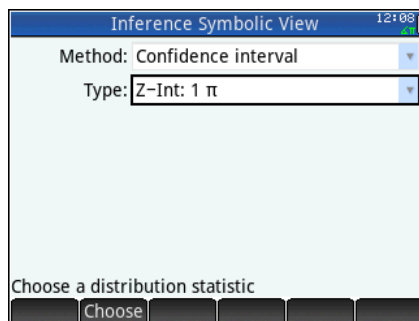 Inference Symbolic View 12:08
∠π
Method: Confidence interval
Type: Z-Int: 1 π
Choose a distribution statistic
Choose